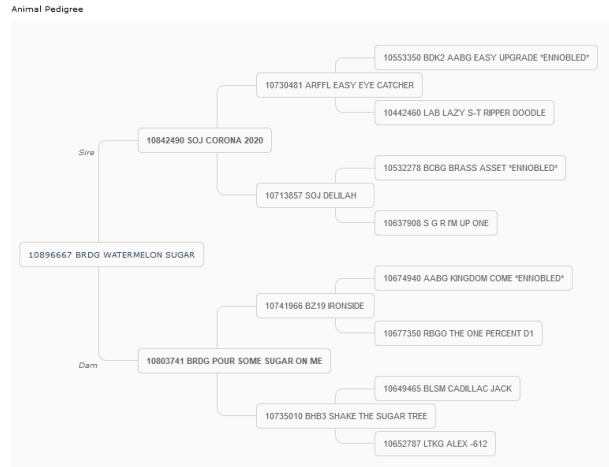 Animal Pedigree
10553350 BDK2 AABG EASY UPGRADE *ENNOBLED*
10730481 ARFFL EASY EYE CATCHER
10442460 LAB LAZY S-T RIPPER DOODLE
10842490 SOJ CORONA 2020
Sire
10532278 BCBG BRASS ASSET *ENNOBLED*
10713857 SOJ DELILAH
10637908 S G R I'M UP ONE
10896667 BRDG WATERMELON SUGAR
10674940 AABG KINGDOM COME *ENNOBLED*
10741966 BZ19 IRONSIDE
10677350 RBGO THE ONE PERCENT D1
10803741 BRDG POUR SOME SUGAR ON ME
Dam
10649465 BLSM CADILLAC JACK
10735010 BHB3 SHAKE THE SUGAR TREE
10652787 LTKG ALEX -612